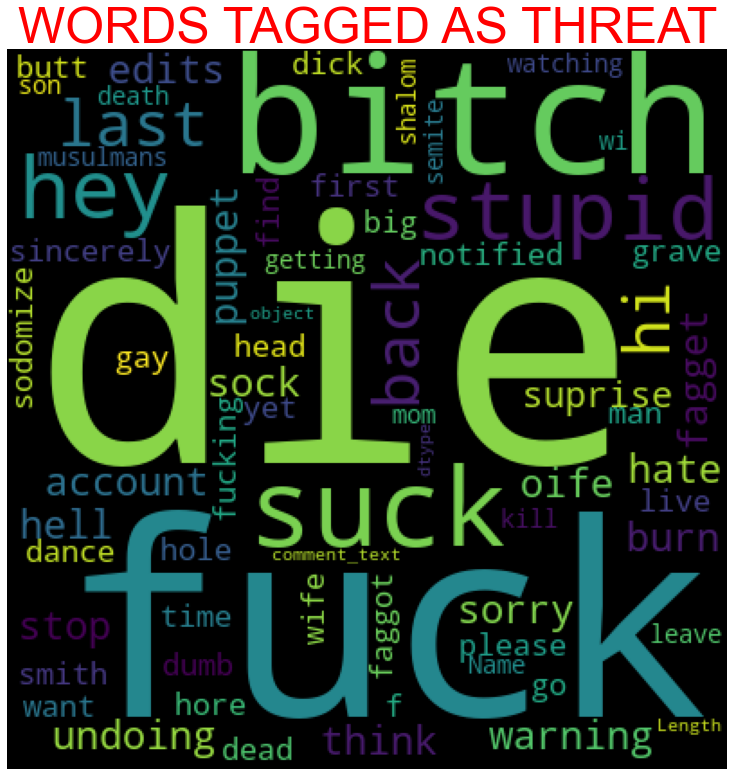 WORDS TAGGED AS THREAT
butt
edits
dick
bitch
watching
son
death
last
shalom
semite
wi
musulmans
hey
first
find
stupid
puppet
big
sincerely
getting
notified
grave
die
back
hi
object
sodomize
gay
head
sock
suprise
fagget
yet
mom
man
fucking
dtype
account
suck
oife
hate
live
hell
kill
burn
dance
hole
comment_text
fuck
wife
faggot
time
sorry
stop
please
leave
dumb
Name
smith
go
want
hore
f
undoing
dead
think
warning
Length